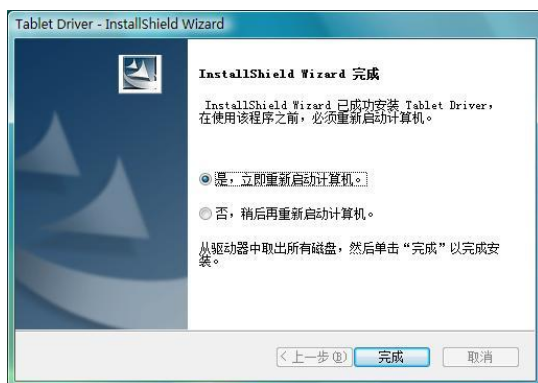 Tablet Driver - InstallShield Wizard
InstallShield Wizard 完成
InstallShield Wizard 已成功安装 Tablet Driver，
在使用该程序之前，必须重新启动计算机。
是，立即重新启动计算机。
否，稍后再重新启动计算机。
从驱动器中取出所有磁盘，然后单击“完成”以完成安
装。
<上一步(B) 完成 取消